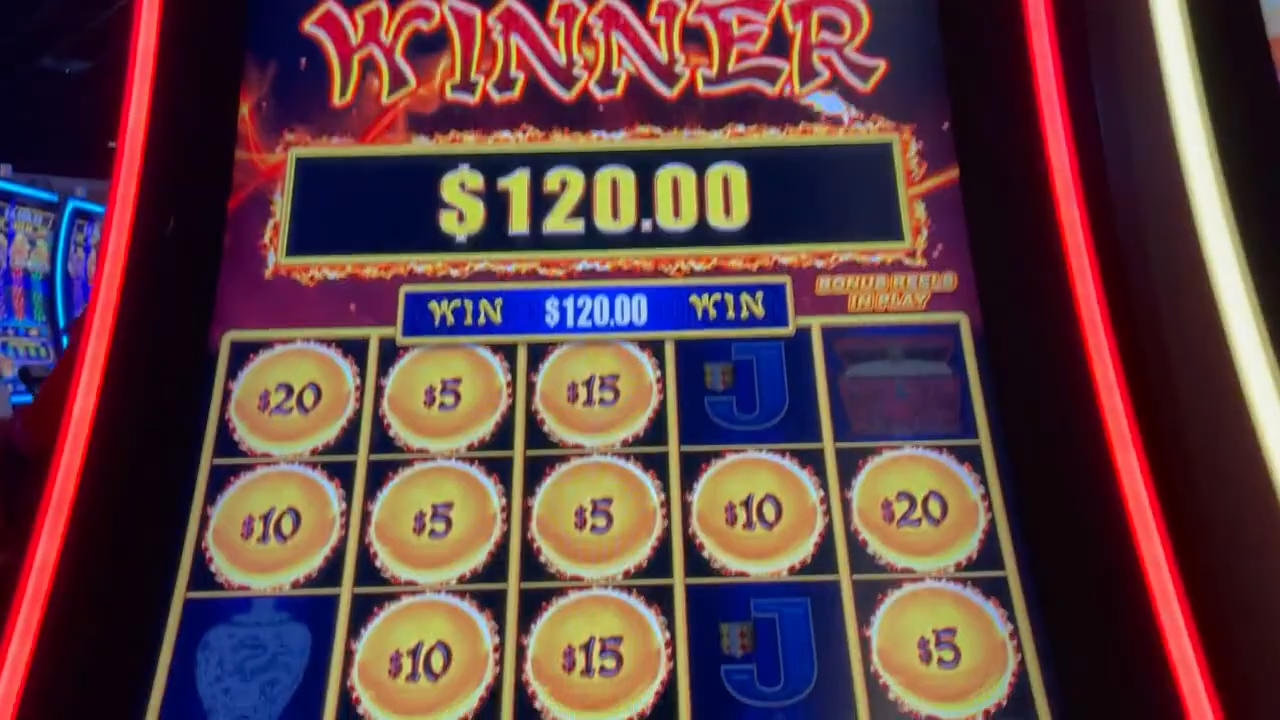 WINNER
$120.00
WIN $120.00 WIN
BONUS REELS
IN PLAY
$20 $5 $15 J
$10 $5 $5 $10 $20
$10 $15 J $5